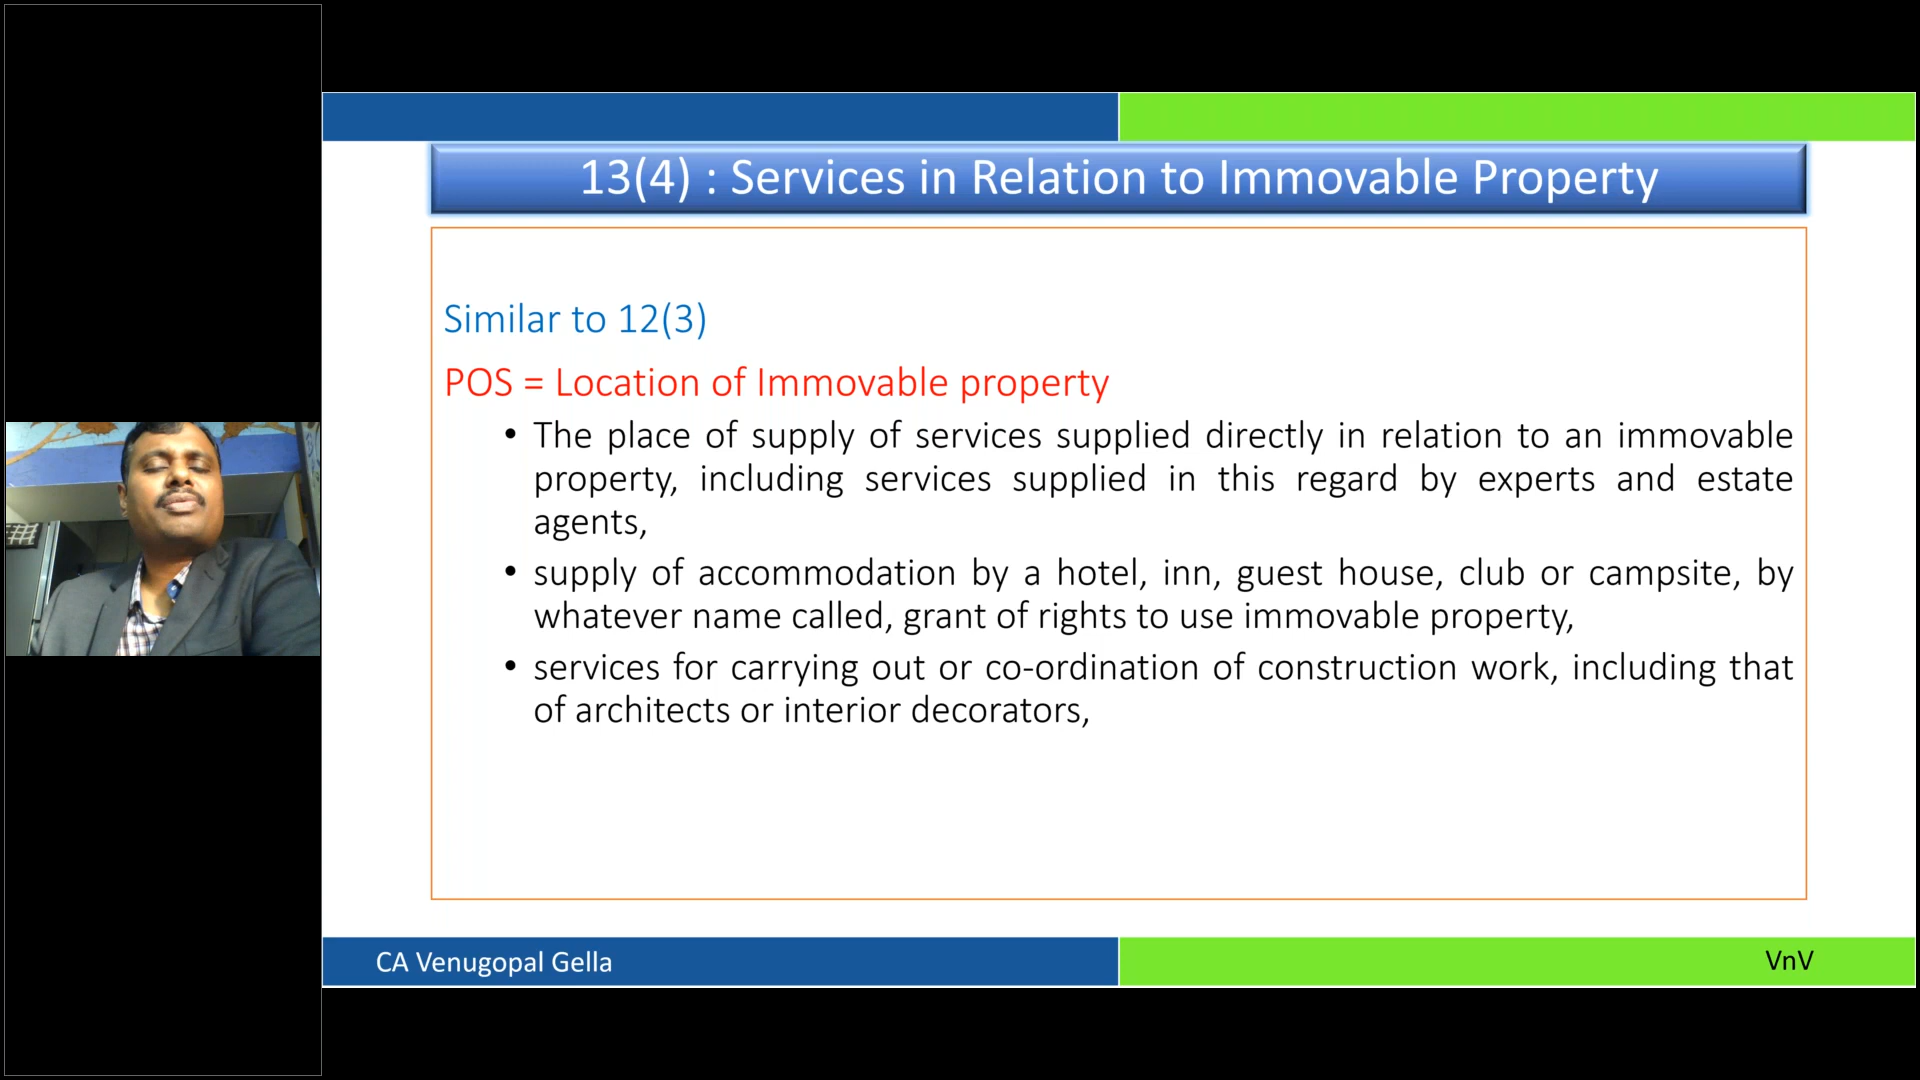 13(4) : Services in Relation to Immovable Property
Similar to 12(3)
POS = Location of Immovable property
• The place of supply of services supplied directly in relation to an immovable
property, including services supplied in this regard by experts and estate
agents,
• supply of accommodation by a hotel, inn, guest house, club or campsite, by
whatever name called, grant of rights to use immovable property,
• services for carrying out or co-ordination of construction work, including that
of architects or interior decorators,
CA Venugopal Gella
VnV